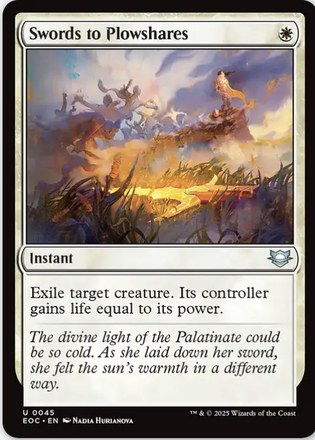 Swords to Plowshares
Instant
Exile target creature. Its controller
gains life equal to its power.
The divine light of the Palatinate could
be so cold. As she laid down her sword,
she felt the sun's warmth in a different
way.
U 0045
EOC • EN Nadia Hurianova
™ & © 2025 Wizards of the Coast